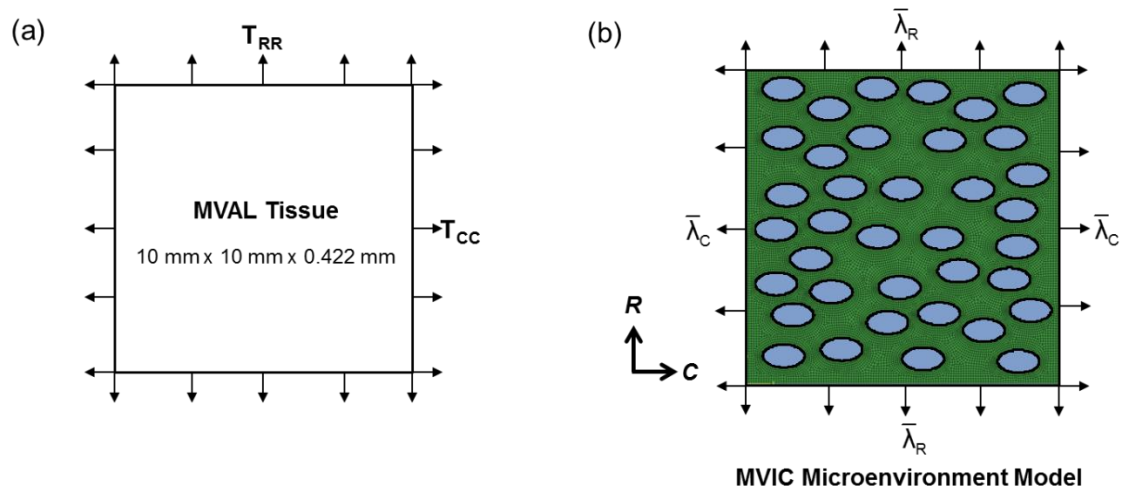 (a)
T_RR
MVAL Tissue
10 mm x 10 mm x 0.422 mm
T_CC
(b)
λ̅_R
λ̅_C
λ̅_C
R
C
λ̅_R
MVIC Microenvironment Model